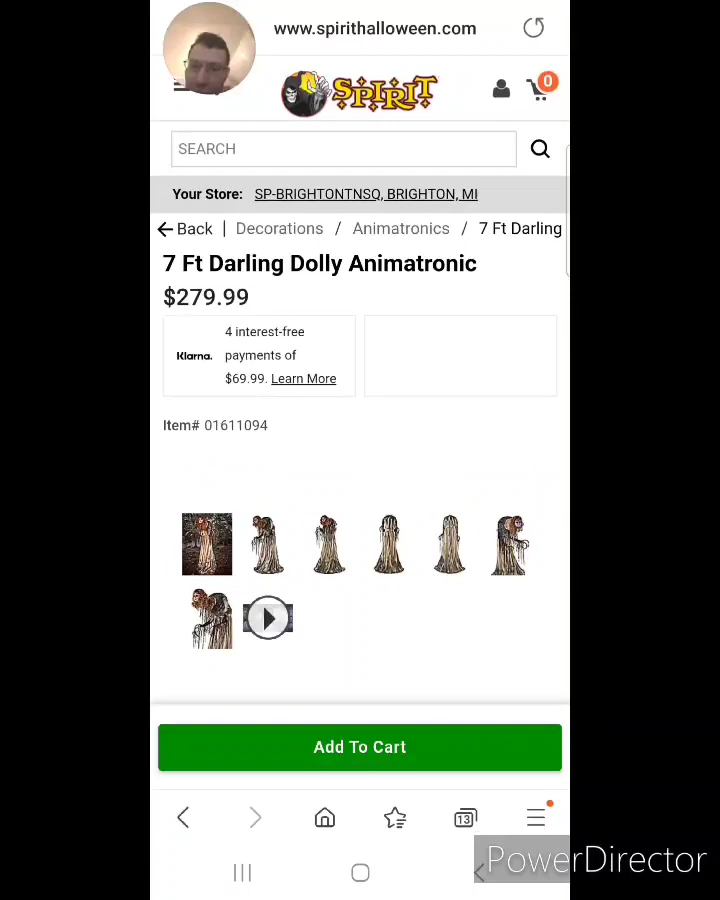 www.spirithalloween.com
SPIRIT
0
SEARCH
Your Store: SP-BRIGHTONTNSQ, BRIGHTON, MI
Back | Decorations / Animatronics / 7 Ft Darling
7 Ft Darling Dolly Animatronic
$279.99
Klarna.
4 interest-free
payments of
$69.99. Learn More
Item# 01611094
Add To Cart
13
PowerDirector